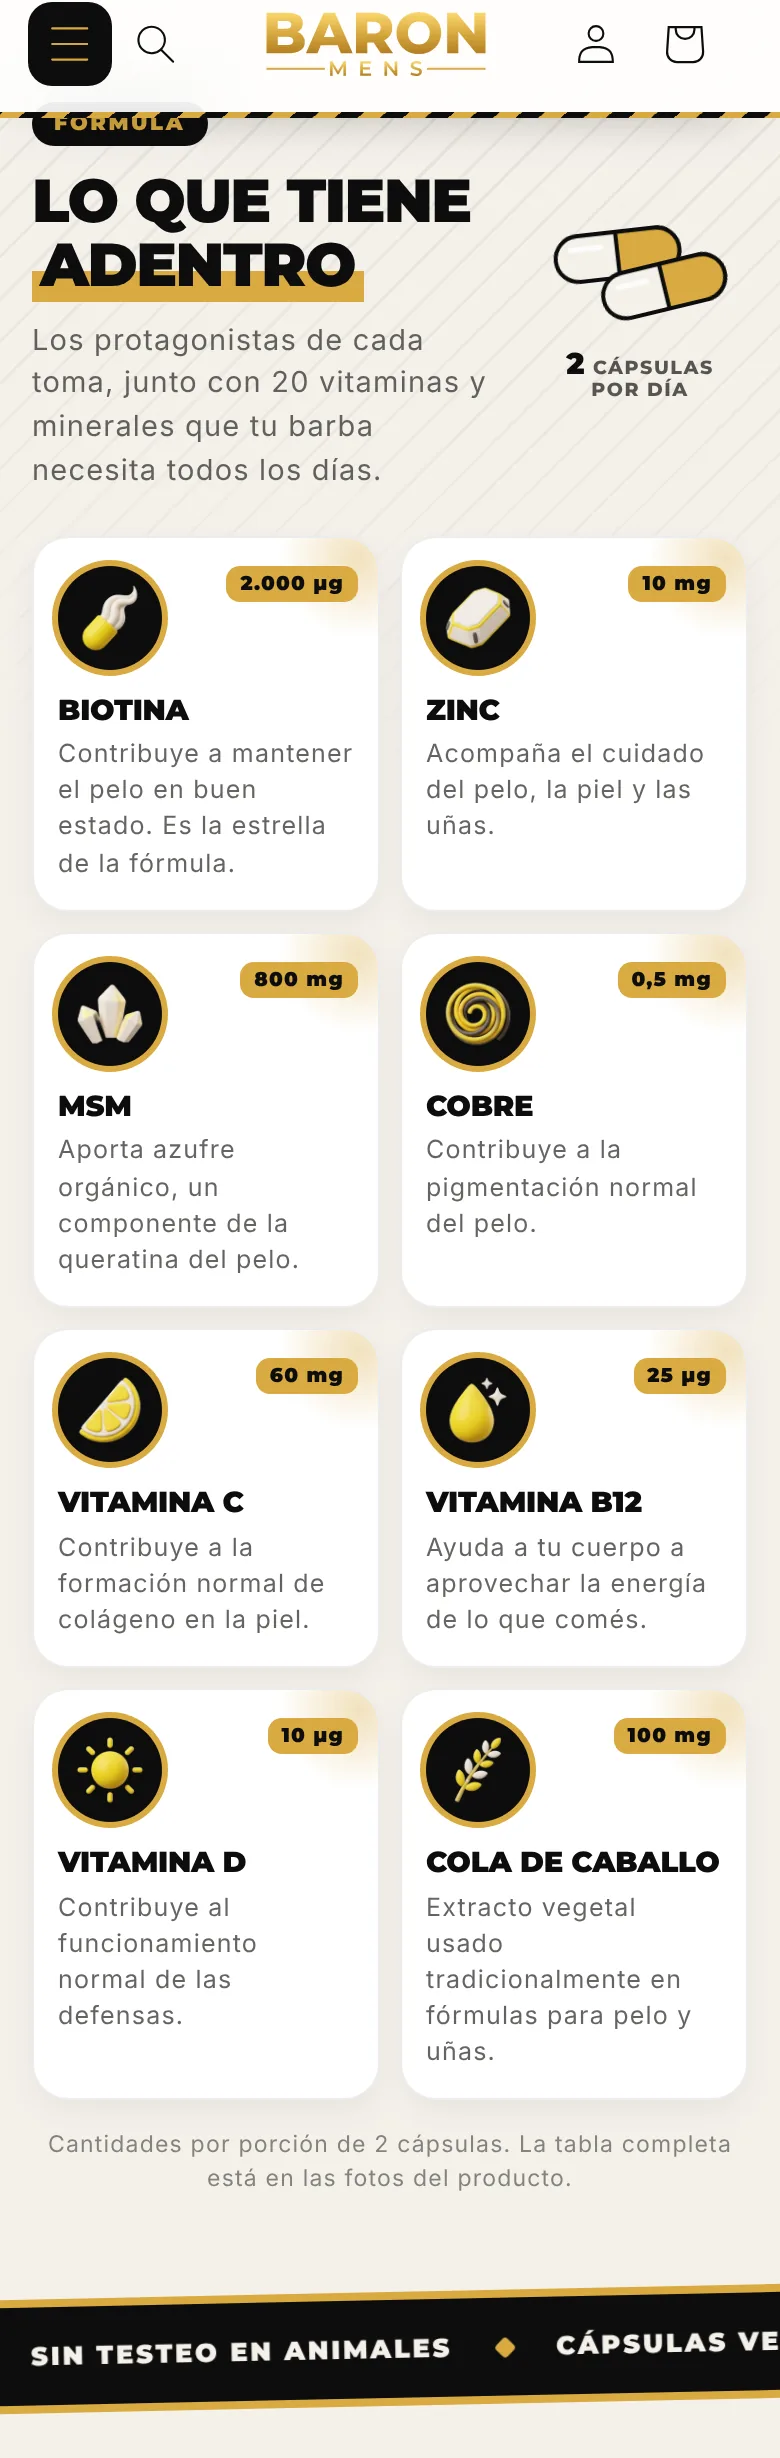 BARON
MENS
FÓRMULA
LO QUE TIENE
ADENTRO
Los protagonistas de cada
toma, junto con 20 vitaminas y
minerales que tu barba
necesita todos los días.
2 CÁPSULAS
POR DÍA
2.000 µg
BIOTINA
Contribuye a mantener
el pelo en buen
estado. Es la estrella
de la fórmula.
10 mg
ZINC
Acompaña el cuidado
del pelo, la piel y las
uñas.
800 mg
MSM
Aporta azufre
orgánico, un
componente de la
queratina del pelo.
0,5 mg
COBRE
Contribuye a la
pigmentación normal
del pelo.
60 mg
VITAMINA C
Contribuye a la
formación normal de
colágeno en la piel.
25 µg
VITAMINA B12
Ayuda a tu cuerpo a
aprovechar la energía
de lo que comés.
10 µg
VITAMINA D
Contribuye al
funcionamiento
normal de las
defensas.
100 mg
COLA DE CABALLO
Extracto vegetal
usado
tradicionalmente en
fórmulas para pelo y
uñas.
Cantidades por porción de 2 cápsulas. La tabla completa
está en las fotos del producto.
SIN TESTEO EN ANIMALES ◆ CÁPSULAS VE